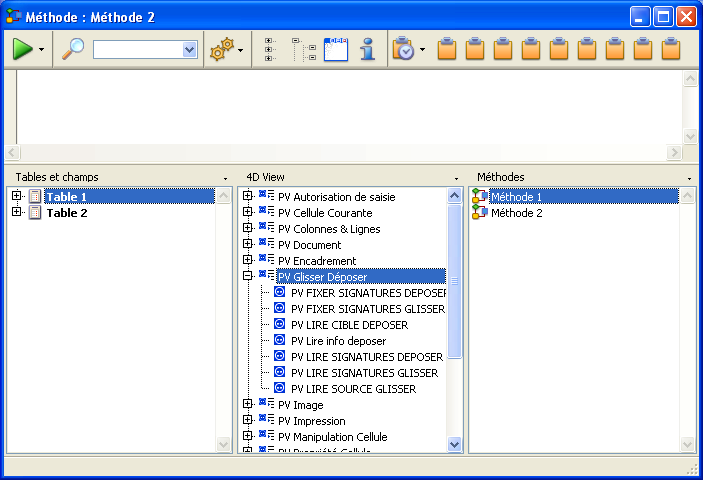 Méthode : Méthode 2
Tables et champs
4D View
Méthodes
Table 1
Table 2
PV Autorisation de saisie
PV Cellule Courante
PV Colonnes & Lignes
PV Document
PV Encadrement
PV Glisser Déposer
PV FIXER SIGNATURES DEPOSER
PV FIXER SIGNATURES GLISSER
PV LIRE CIBLE DEPOSER
PV Lire info deposer
PV LIRE SIGNATURES DEPOSER
PV LIRE SIGNATURES GLISSER
PV LIRE SOURCE GLISSER
PV Image
PV Impression
PV Manipulation Cellule
PV Propriété Cellule
Méthode 1
Méthode 2